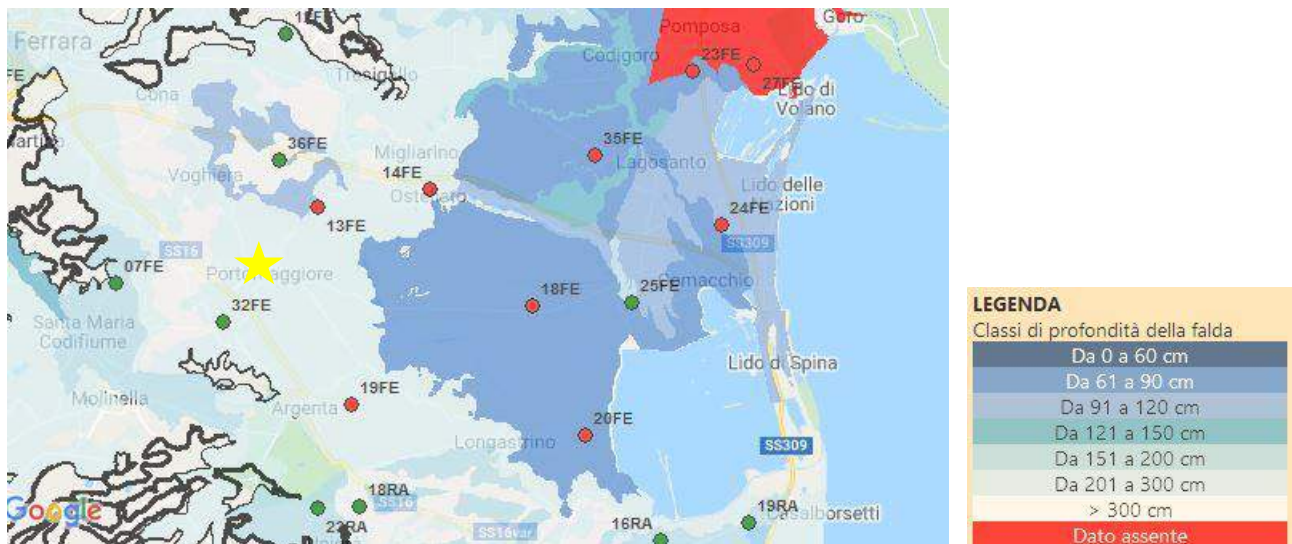 Ferrara
Pomposa
Goro
Codigoro
23FE
27FE
Lido di
Volano
Tresigallo
Cona
36FE
35FE
Migliarino
Lagosanto
Voghiera
14FE
Ostellato
Lido delle
Nazioni
13FE
24FE
SS16
SS309
Portomaggiore
07FE
18FE
25FE
Comacchio
32FE
Santa Maria
Codifiume
Lido di Spina
Molinella
19FE
Argenta
20FE
Longastrino
SS309
18RA
SS16
Google
22RA
SS16var
16RA
19RA
Casalborsetti
LEGENDA
Classi di profondità della falda
Da 0 a 60 cm
Da 61 a 90 cm
Da 91 a 120 cm
Da 121 a 150 cm
Da 151 a 200 cm
Da 201 a 300 cm
> 300 cm
Dato assente